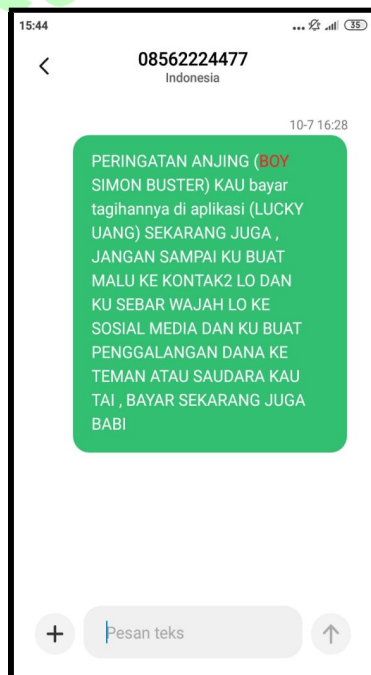 15:44
... 35
08562224477
Indonesia
10-7 16:28
PERINGATAN ANJING (BOY
SIMON BUSTER) KAU bayar
tagihannya di aplikasi (LUCKY
UANG) SEKARANG JUGA ,
JANGAN SAMPAI KU BUAT
MALU KE KONTAK2 LO DAN
KU SEBAR WAJAH LO KE
SOSIAL MEDIA DAN KU BUAT
PENGGALANGAN DANA KE
TEMAN ATAU SAUDARA KAU
TAI , BAYAR SEKARANG JUGA
BABI
Pesan teks